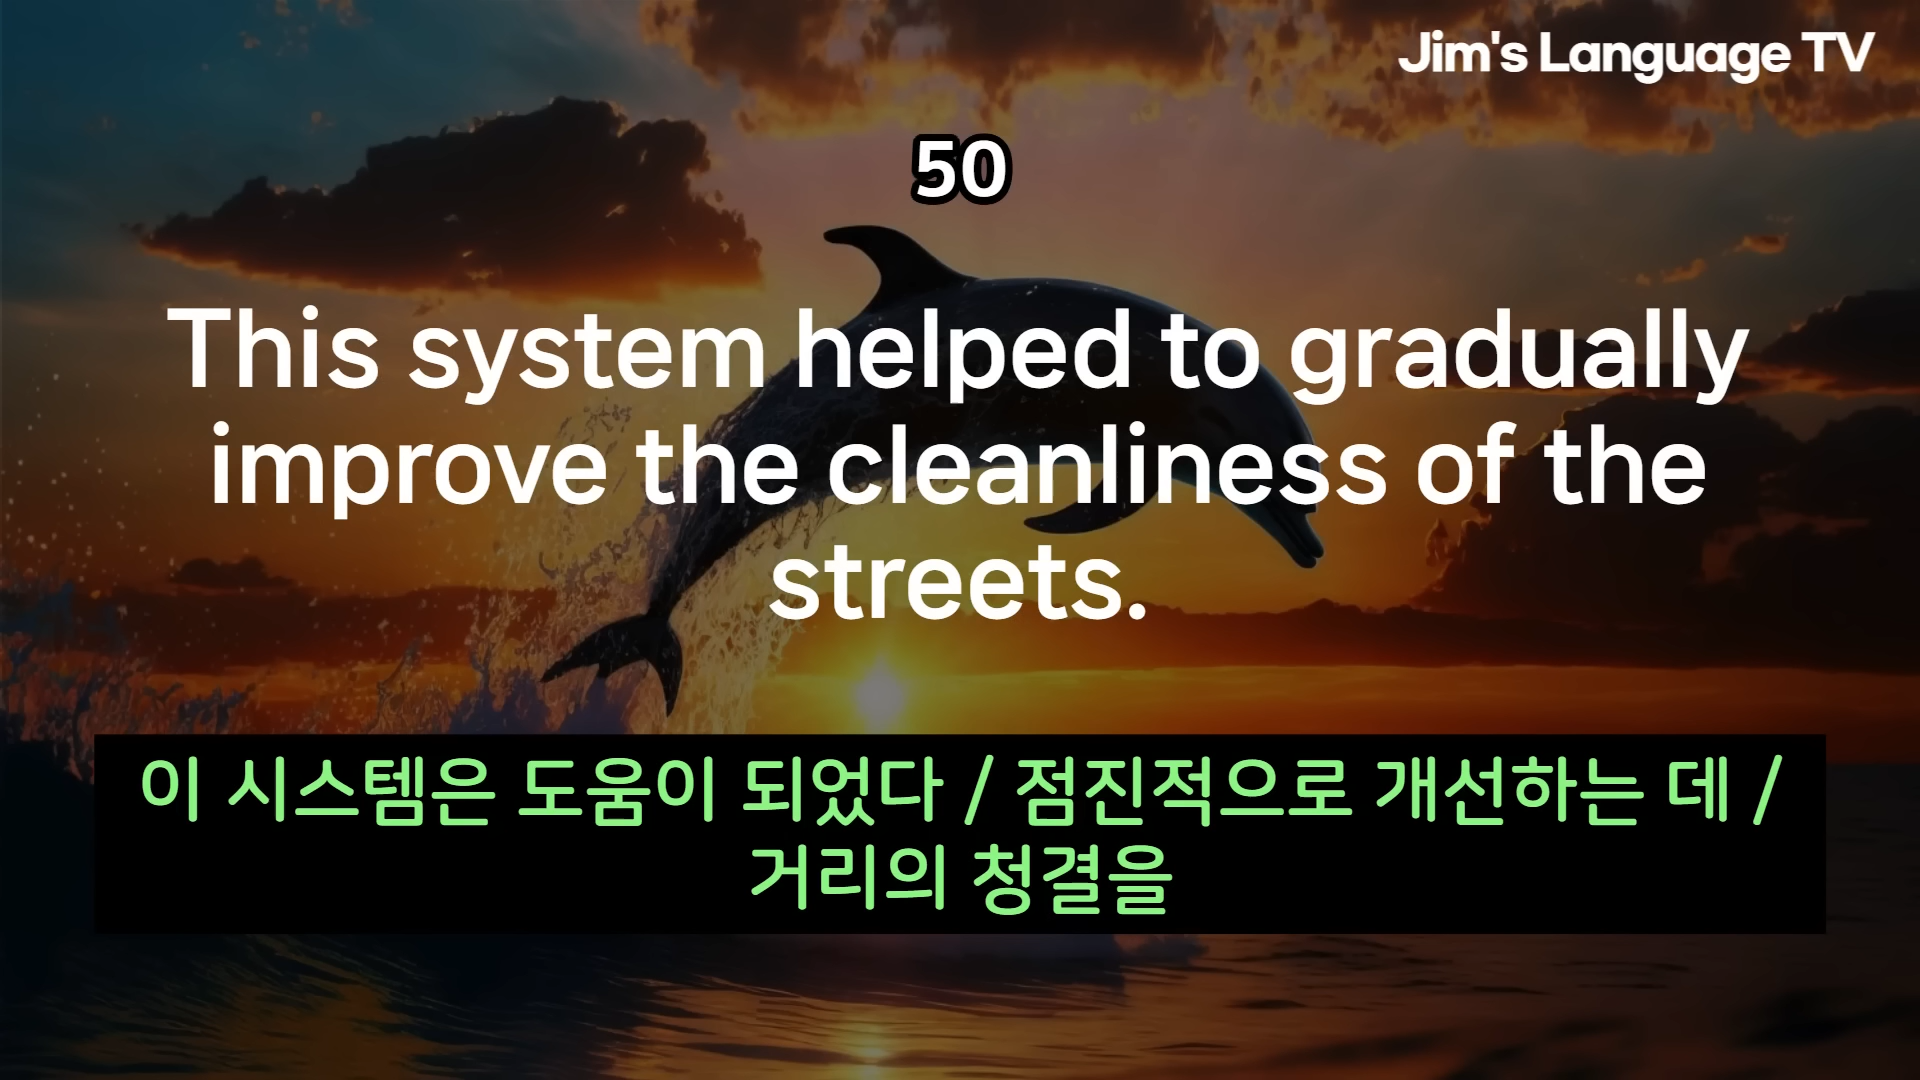 Jim's Language TV
50
This system helped to gradually
improve the cleanliness of the
streets.
이 시스템은 도움이 되었다 / 점진적으로 개선하는 데 /
거리의 청결을